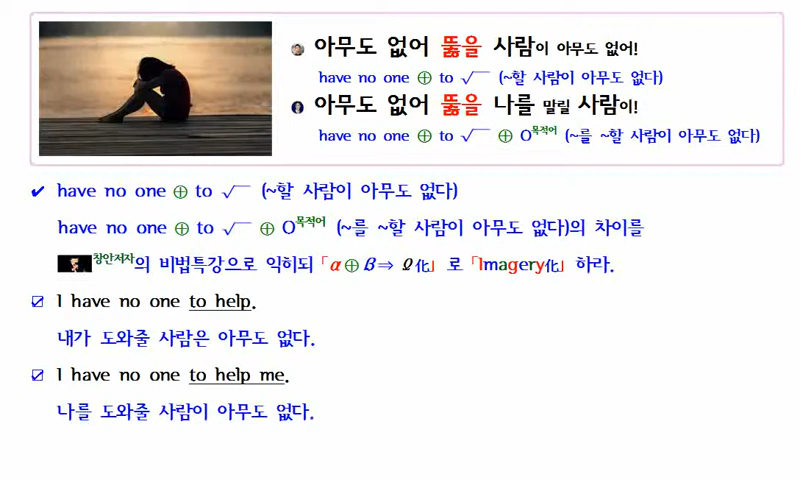 아무도 없어 뚫을 사람이 아무도 없어!
have no one ⊕ to √‾ (~할 사람이 아무도 없다)
아무도 없어 뚫을 나를 말릴 사람이!
have no one ⊕ to √‾ ⊕ O목적어 (~를 ~할 사람이 아무도 없다)
✔ have no one ⊕ to √‾ (~할 사람이 아무도 없다)
have no one ⊕ to √‾ ⊕ O목적어 (~를 ~할 사람이 아무도 없다)의 차이를
창안저자의 비법특강으로 익히되 「α⊕β⇒Ω化」로 「Imagery化」하라.
☑ I have no one to help.
내가 도와줄 사람은 아무도 없다.
☑ I have no one to help me.
나를 도와줄 사람이 아무도 없다.